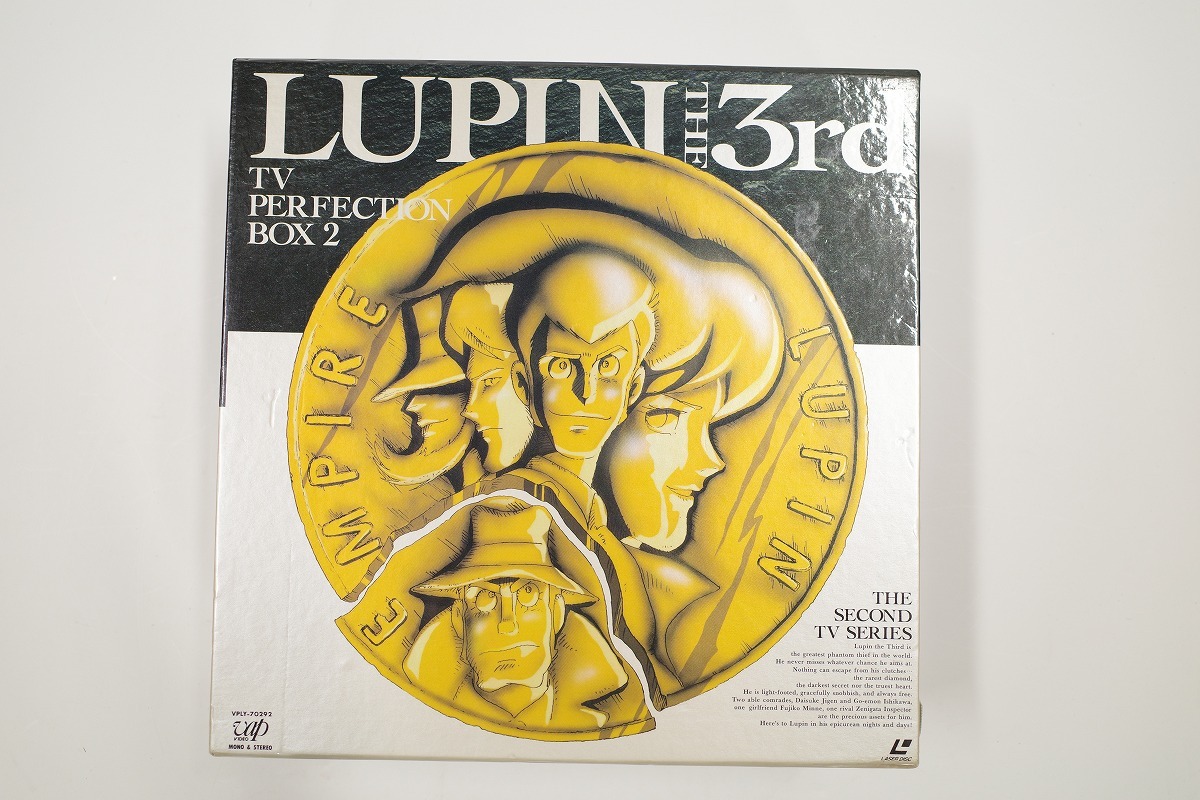 LUPIN THE 3rd
TV
PERFECTION
BOX 2
EMPIRE
LUPIN
THE
SECOND
TV SERIES
Lupin the Third is
the greatest phantom thief in the world.
He never misses whatever chance he aims at.
Nothing can escape from his clutches—
the rarest diamond,
the darkest secret nor the truest heart.
He is light-footed, gracefully snobbish, and always free.
Two able comrades, Daisuke Jigen and Go-emon Ishikawa,
one girlfriend Fujiko Minne, one rival Zenigata Inspector
are the precious assets for him.
Here's to Lupin in his epicurean nights and days!
VPLY-70292
vap
VIDEO
MONO & STEREO
LASER DISC